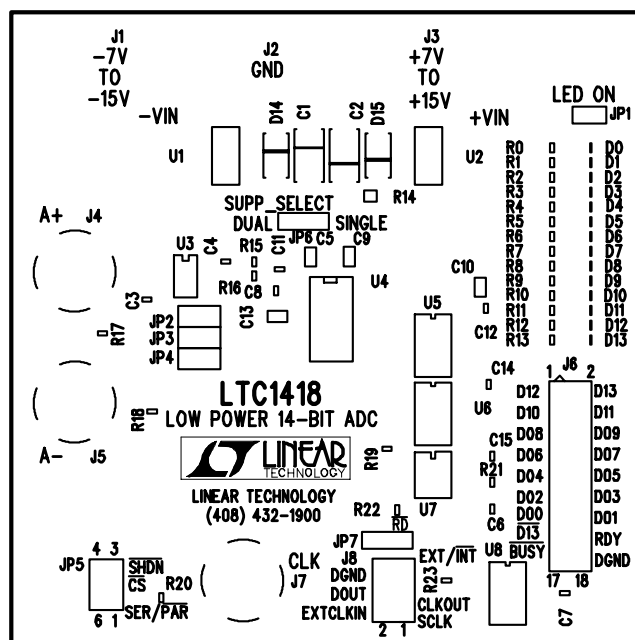 J1
-7V
TO
-15V
J2
GND
J3
+7V
TO
+15V
-VIN
D14
C1
C2
D15
+VIN
LED ON
JP1
U1
U2
R14
R0 D0
R1 D1
R2 D2
R3 D3
R4 D4
R5 D5
R6 D6
R7 D7
R8 D8
R9 D9
R10 D10
R11 D11
R12 D12
R13 D13
SUPP_SELECT
DUAL JP6 SINGLE
A+
J4
U3
C4
R15
C11
C5
C9
R16
C8
U4
C10
C3
C13
U5
C12
R17
JP2
JP3
JP4
LTC1418
LOW POWER 14-BIT ADC
R18
A-
J5
LT LINEAR
TECHNOLOGY
LINEAR TECHNOLOGY
(408) 432-1900
C14
U6
R19
C15
R21
U7
C6
J6
1 2
D12 D13
D10 D11
D08 D09
D06 D07
D04 D05
D02 D03
D00 D01
D13 RDY
BUSY DGND
17 18
R22
RD
JP7
U8
C7
4 3
JP5
SHDN
CS
R20
SER/PAR
6 1
CLK
J7
J8
DGND
DOUT
EXTCLKIN
EXT/INT
R23
CLKOUT
SCLK
2 1